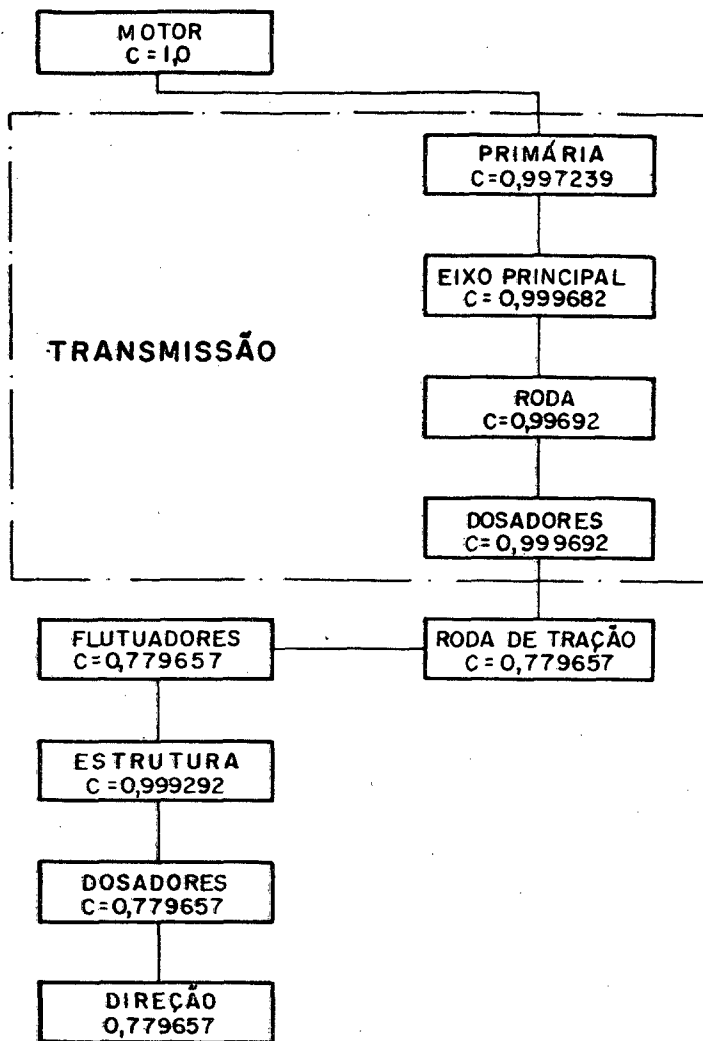 MOTOR
C = 1,0
PRIMÁRIA
C=0,997239
EIXO PRINCIPAL
C = 0,999682
TRANSMISSÃO
RODA
C=0,99692
DOSADORES
C=0,999692
FLUTUADORES
C=0,779657
RODA DE TRAÇÃO
C = 0,779657
ESTRUTURA
C=0,999292
DOSADORES
C=0,779657
DIREÇÃO
0,779657